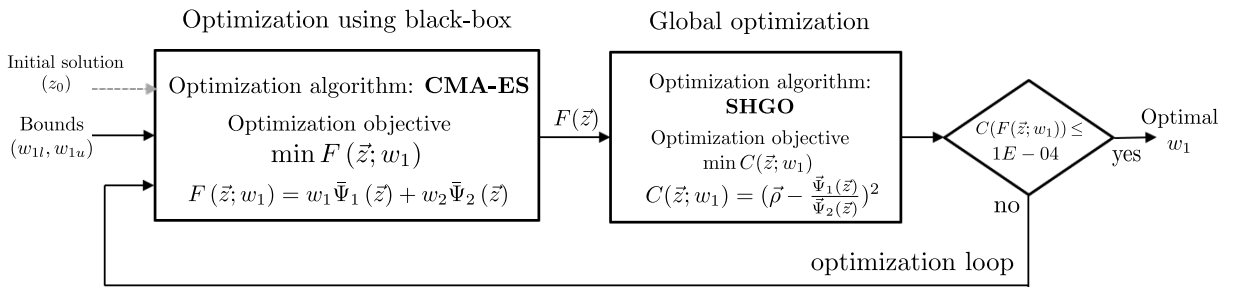 Optimization using black-box
Global optimization
Initial solution
(z₀)
Bounds
(w₁ₗ, w₁ᵤ)
Optimization algorithm: CMA-ES
Optimization objective
min F (z⃗; w₁)
F (z⃗; w₁) = w₁Ψ̄₁ (z⃗) + w₂Ψ̄₂ (z⃗)
F(z⃗)
Optimization algorithm:
SHGO
Optimization objective
min C(z⃗; w₁)
C(z⃗; w₁) = (ρ⃗ − Ψ̄₁(z⃗)/Ψ̄₂(z⃗))²
C(F(z⃗; w₁)) ≤
1E − 04
yes
Optimal
w₁
no
optimization loop